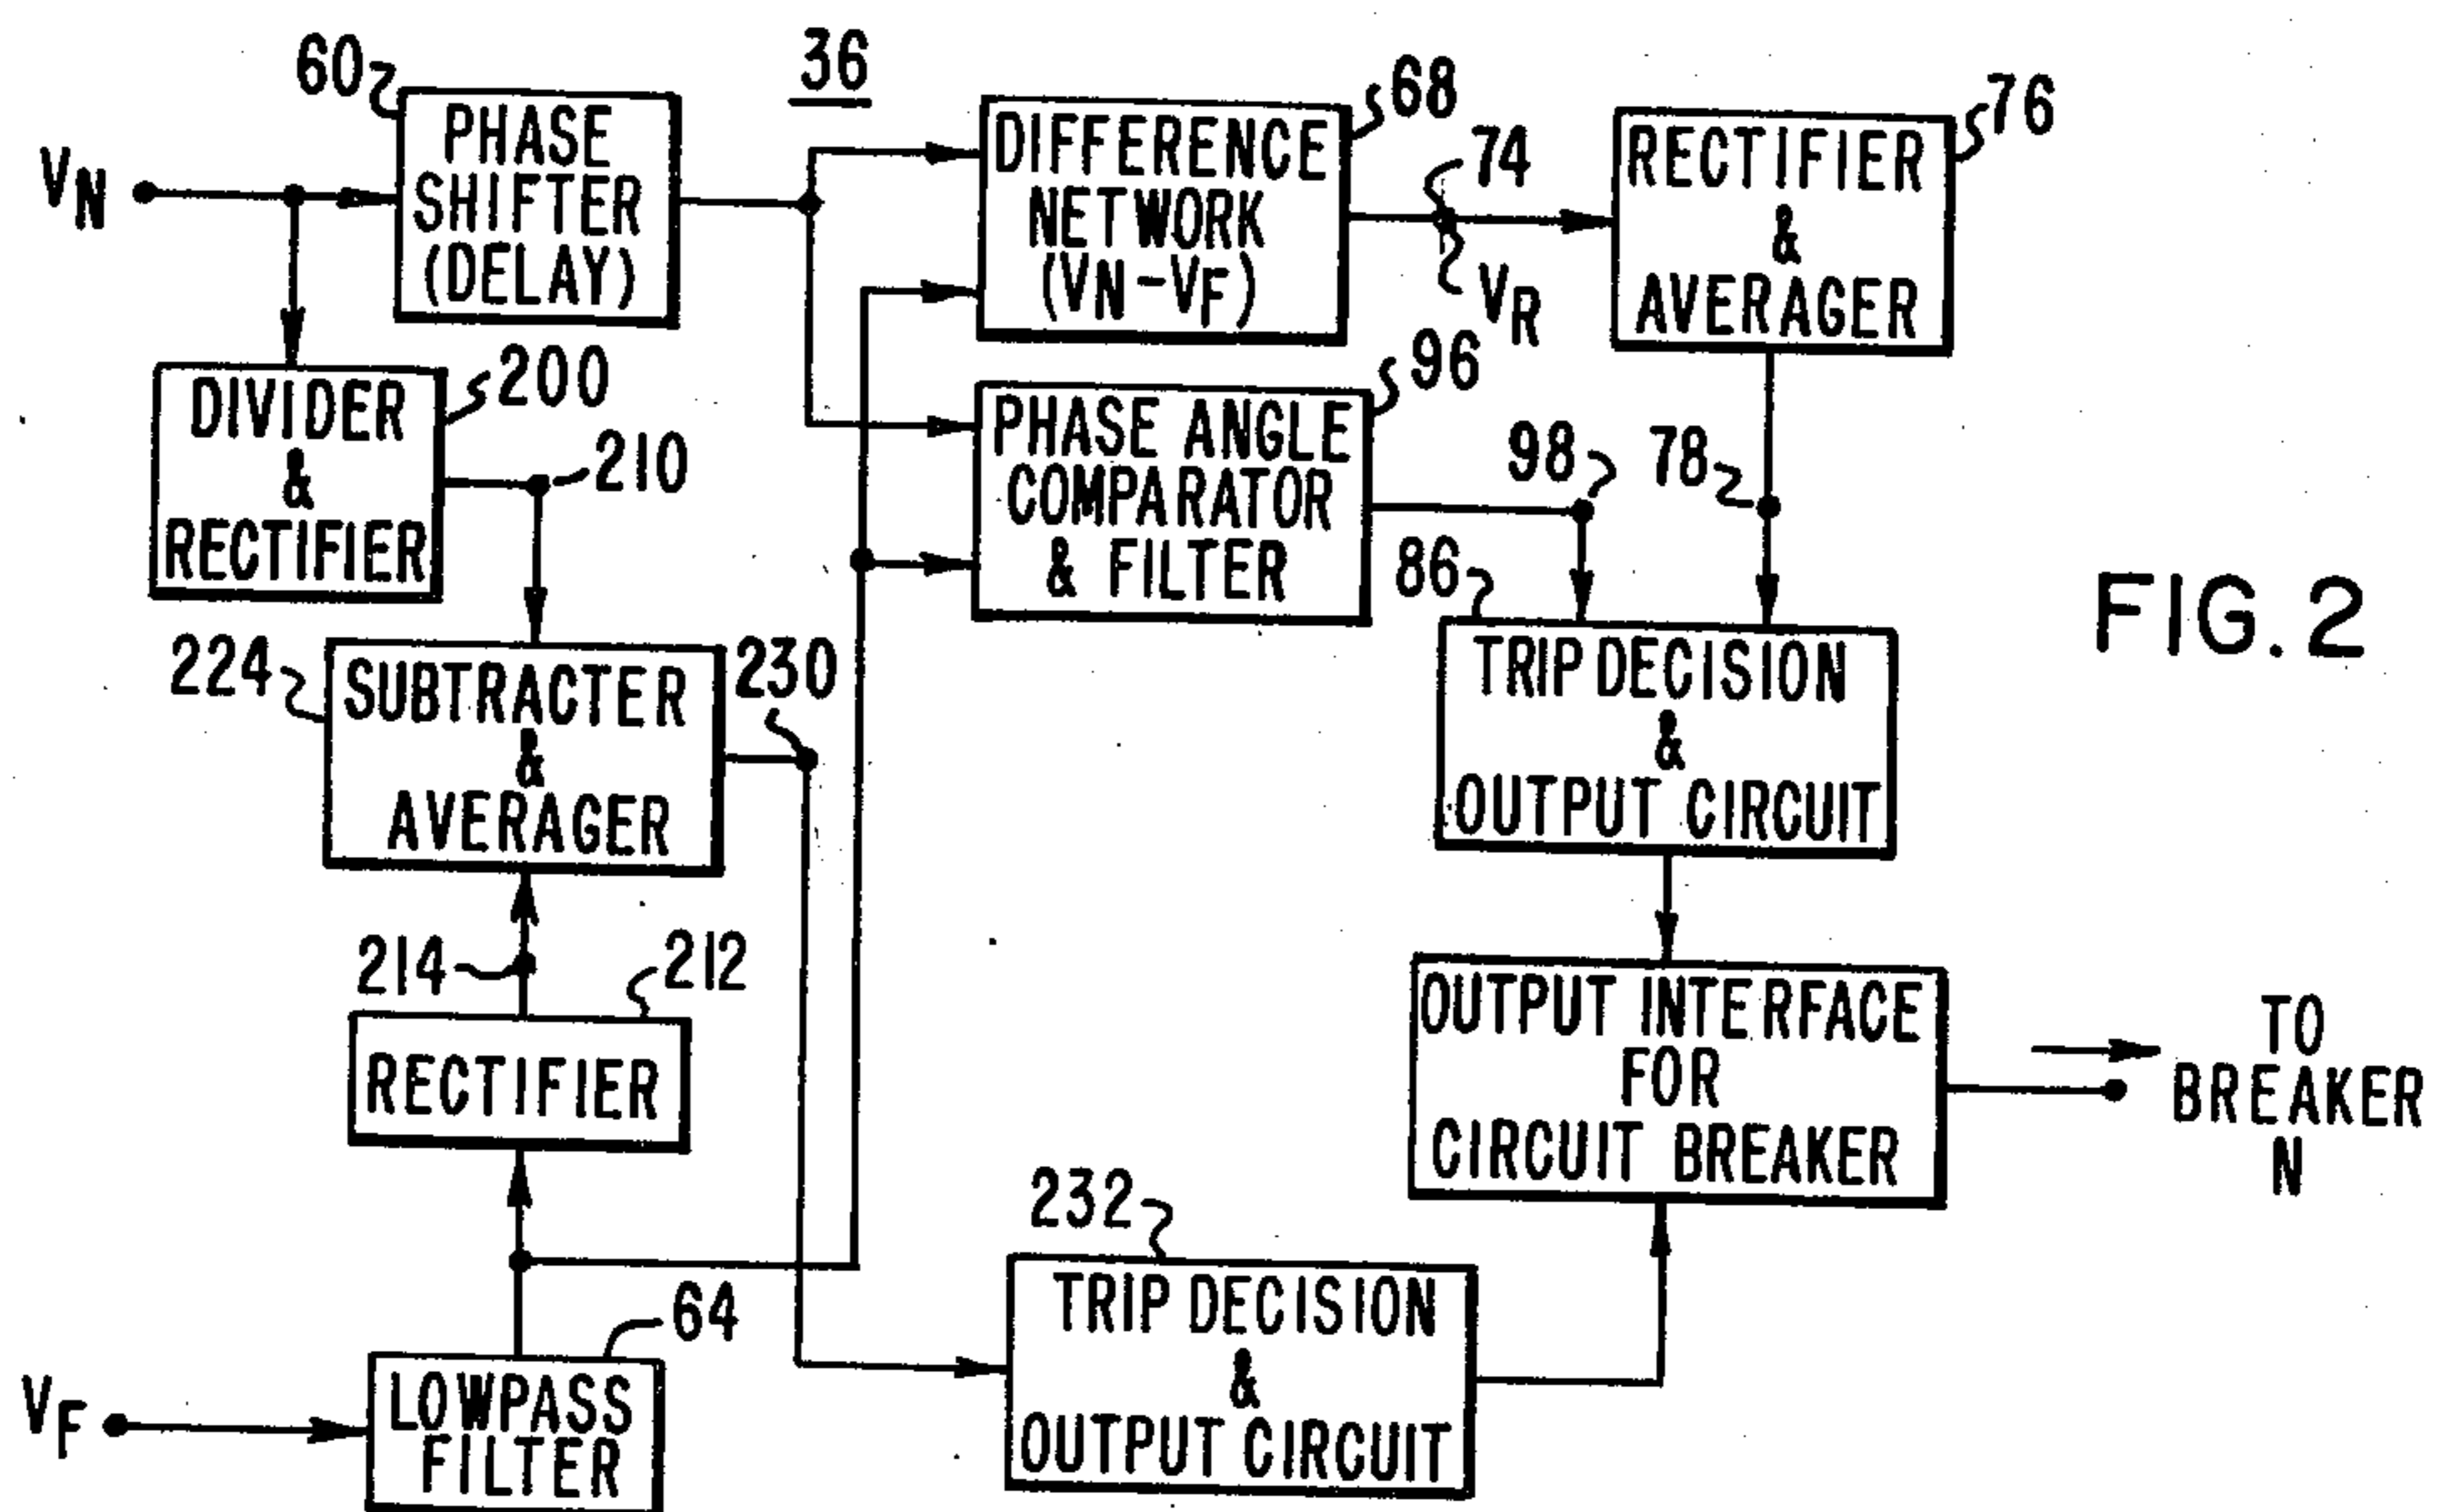 60
36
68
76
VN
PHASE
SHIFTER
(DELAY)
DIFFERENCE
NETWORK
(VN-VF)
74
VR
RECTIFIER
&
AVERAGER
DIVIDER
&
RECTIFIER
200
210
PHASE ANGLE
COMPARATOR
& FILTER
96
98
78
86
FIG. 2
224
SUBTRACTER
&
AVERAGER
230
TRIP DECISION
&
OUTPUT CIRCUIT
214
212
RECTIFIER
OUTPUT INTERFACE
FOR
CIRCUIT BREAKER
TO
BREAKER
N
232
TRIP DECISION
&
OUTPUT CIRCUIT
64
VF
LOWPASS
FILTER